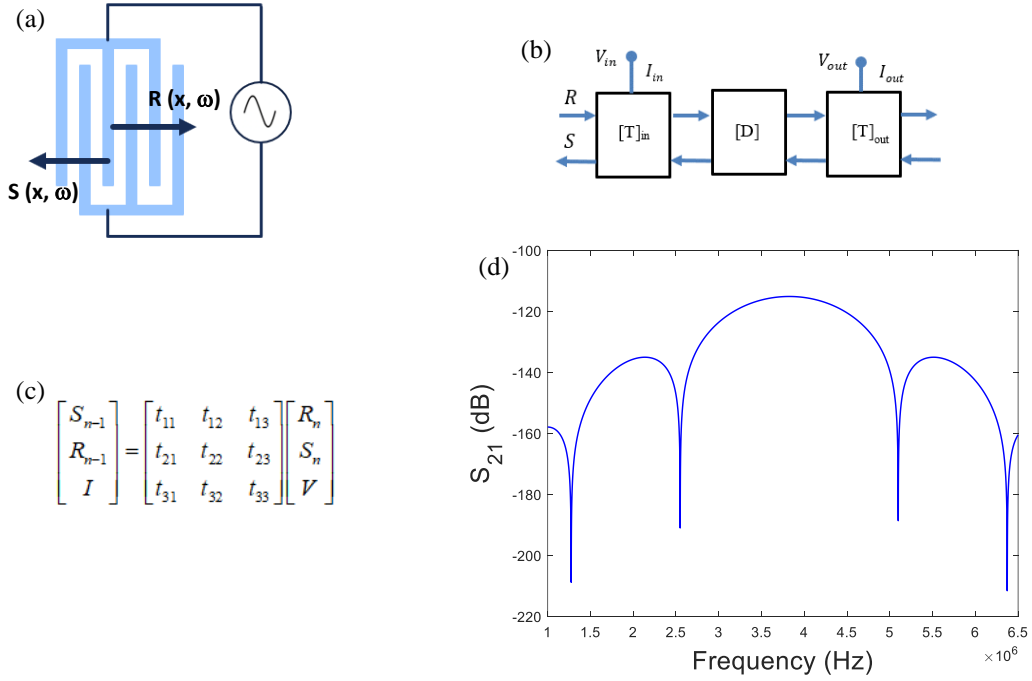 (a)
R (x, ω)
S (x, ω)
(b)
V_in I_in
V_out I_out
R
S
[T]_in [D] [T]_out
(c)
[S_{n-1}] = [t_11 t_12 t_13] [R_n]
[R_{n-1}] [t_21 t_22 t_23] [S_n]
[I] [t_31 t_32 t_33] [V]
(d)
-100
-120
-140
-160
-180
-200
-220
S_21 (dB)
1 1.5 2 2.5 3 3.5 4 4.5 5 5.5 6 6.5
Frequency (Hz) ×10^6